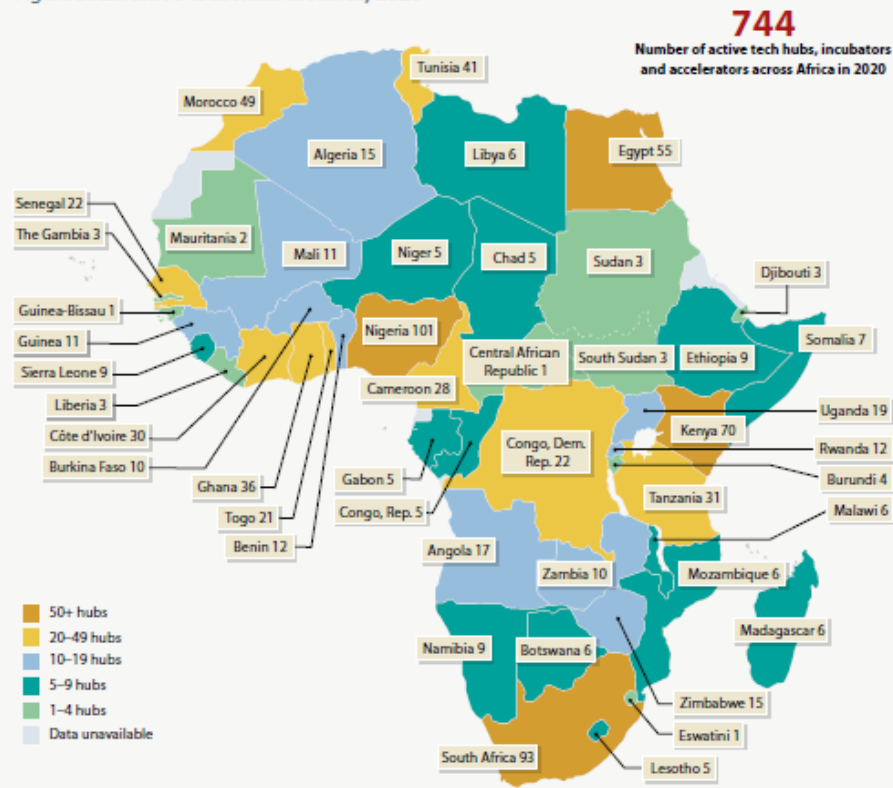 744
Number of active tech hubs, incubators
and accelerators across Africa in 2020
Tunisia 41
Morocco 49
Algeria 15
Libya 6
Egypt 55
Senegal 22
The Gambia 3
Mauritania 2
Mali 11
Niger 5
Chad 5
Sudan 3
Djibouti 3
Guinea-Bissau 1
Guinea 11
Sierra Leone 9
Liberia 3
Côte d'Ivoire 30
Burkina Faso 10
Nigeria 101
Central African
Republic 1
South Sudan 3
Ethiopia 9
Somalia 7
Cameroon 28
Uganda 19
Kenya 70
Rwanda 12
Burundi 4
Congo, Dem.
Rep. 22
Ghana 36
Togo 21
Benin 12
Gabon 5
Congo, Rep. 5
Tanzania 31
Malawi 6
Angola 17
Zambia 10
Mozambique 6
Madagascar 6
Namibia 9
Botswana 6
Zimbabwe 15
Eswatini 1
South Africa 93
Lesotho 5
50+ hubs
20–49 hubs
10–19 hubs
5–9 hubs
1–4 hubs
Data unavailable